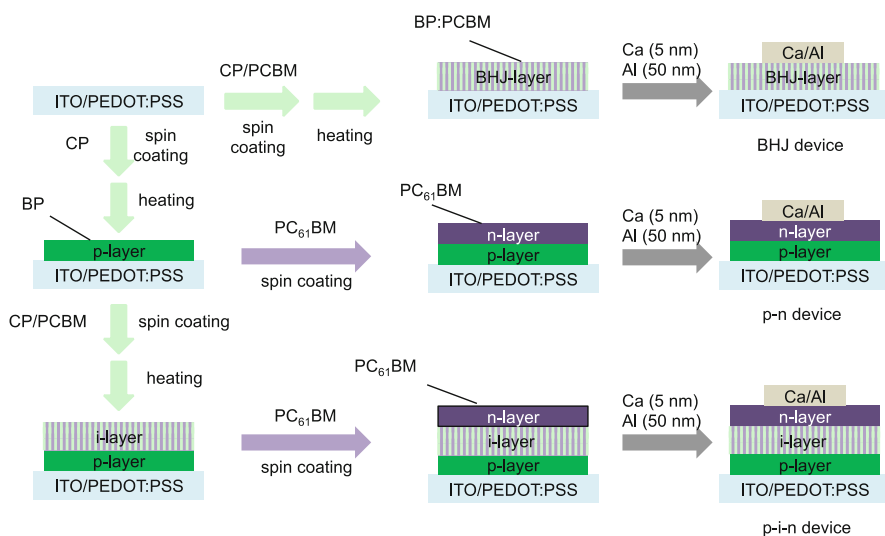 BP:PCBM
CP/PCBM
Ca (5 nm)
Al (50 nm)
Ca/Al
BHJ-layer
BHJ-layer
ITO/PEDOT:PSS
ITO/PEDOT:PSS
ITO/PEDOT:PSS
CP
spin
coating
spin
coating
heating
BHJ device
heating
BP
PC₆₁BM
PC₆₁BM
Ca (5 nm)
Al (50 nm)
Ca/Al
n-layer
n-layer
p-layer
p-layer
p-layer
ITO/PEDOT:PSS
spin coating
ITO/PEDOT:PSS
ITO/PEDOT:PSS
p-n device
CP/PCBM
spin coating
heating
PC₆₁BM
PC₆₁BM
Ca (5 nm)
Al (50 nm)
Ca/Al
n-layer
n-layer
i-layer
i-layer
i-layer
p-layer
spin coating
p-layer
p-layer
ITO/PEDOT:PSS
ITO/PEDOT:PSS
ITO/PEDOT:PSS
p-i-n device